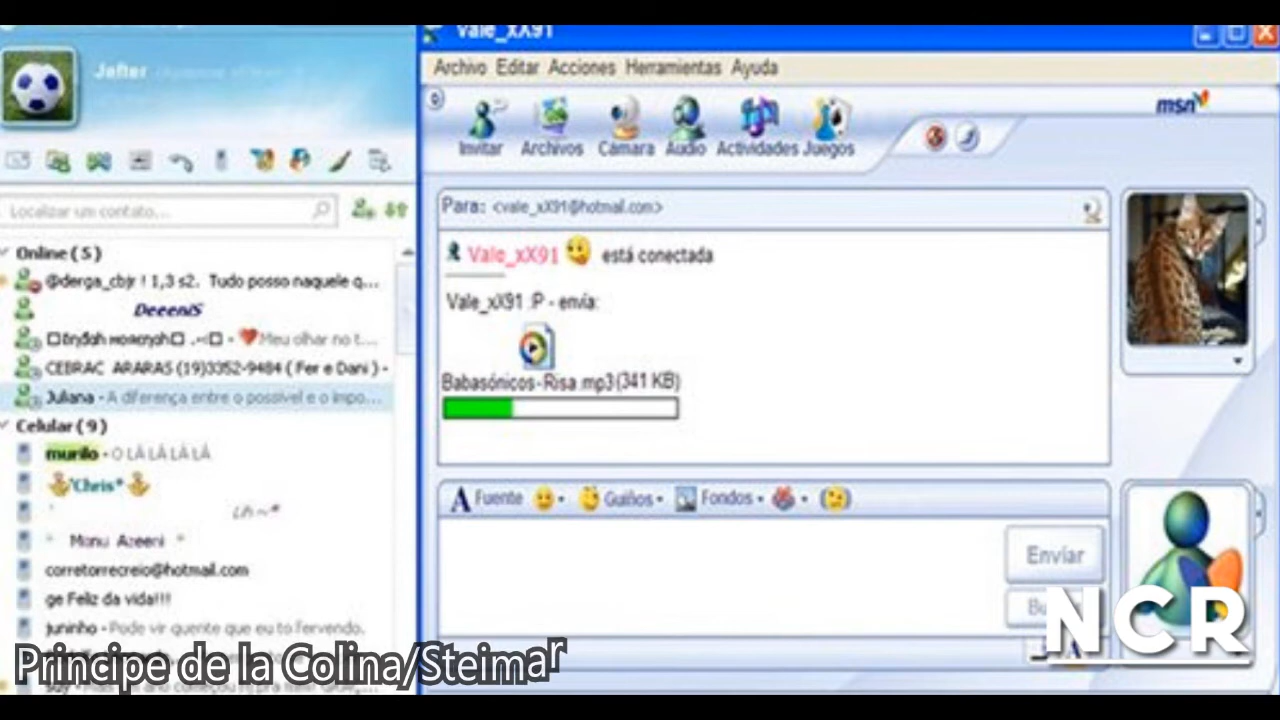 Jefter
Localizar um contato...
Online (5)
@derga_cbjr ! 1,3 s2. Tudo posso naquele q...
DeeeniS
Meu olhar no t...
CEBRAC ARARAS (19)3352-9484 ( Fer e Dani ) -
Juliana - A diferença entre o possível e o impo...
Celular (9)
murilo - O LÁ LÁ LÁ LÁ
'Chris*
Manu Azeeni *
corretorrecreio@hotmail.com
ge Feliz da vida!!!
juninho - Pode vir quente que eu to fervendo.
Principe de la Colina/Steimar
Vale_xX91
Archivo Editar Acciones Herramientas Ayuda
msn
Invitar Archivos Cámara Audio Actividades Juegos
Para: <vale_xX91@hotmail.com>
Vale_xX91 está conectada
Vale_xX91 :P - envía:
Babasónicos-Risa.mp3(341 KB)
A Fuente Guiños Fondos
Enviar
NCR